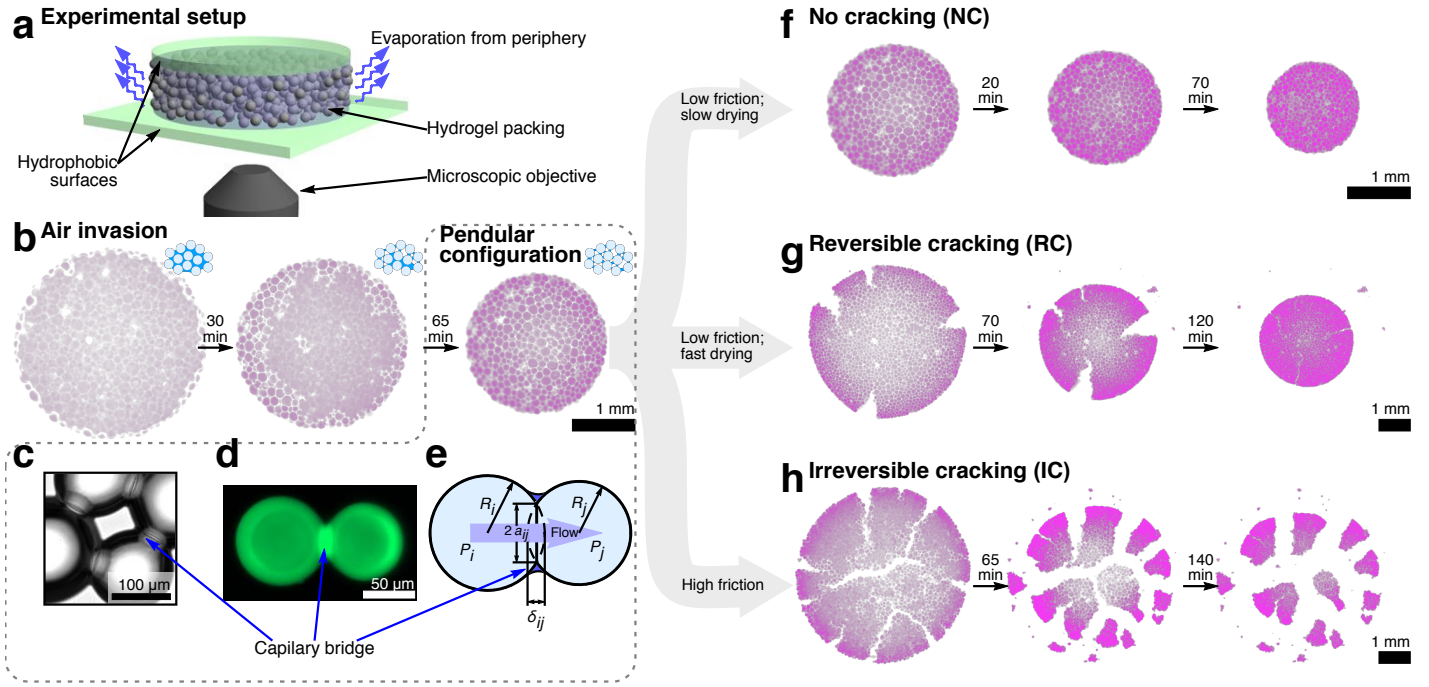 a Experimental setup
Evaporation from periphery
Hydrogel packing
Hydrophobic
surfaces
Microscopic objective
b Air invasion
Pendular
configuration
30
min
65
min
1 mm
c
100 µm
d
50 µm
e
R_i
R_j
2 a_ij
Flow
P_i
P_j
δ_ij
Capilary bridge
Low friction;
slow drying
Low friction;
fast drying
High friction
f No cracking (NC)
20
min
70
min
1 mm
g Reversible cracking (RC)
70
min
120
min
1 mm
h Irreversible cracking (IC)
65
min
140
min
1 mm